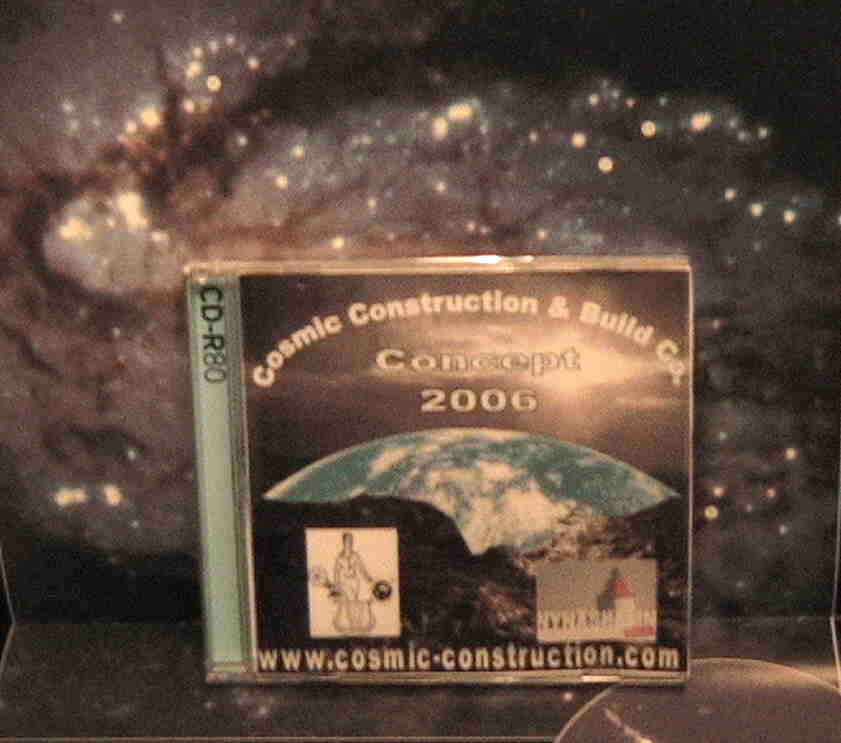 CD-R80
Cosmic Construction & Build Co.
Concept
2006
www.cosmic-construction.com